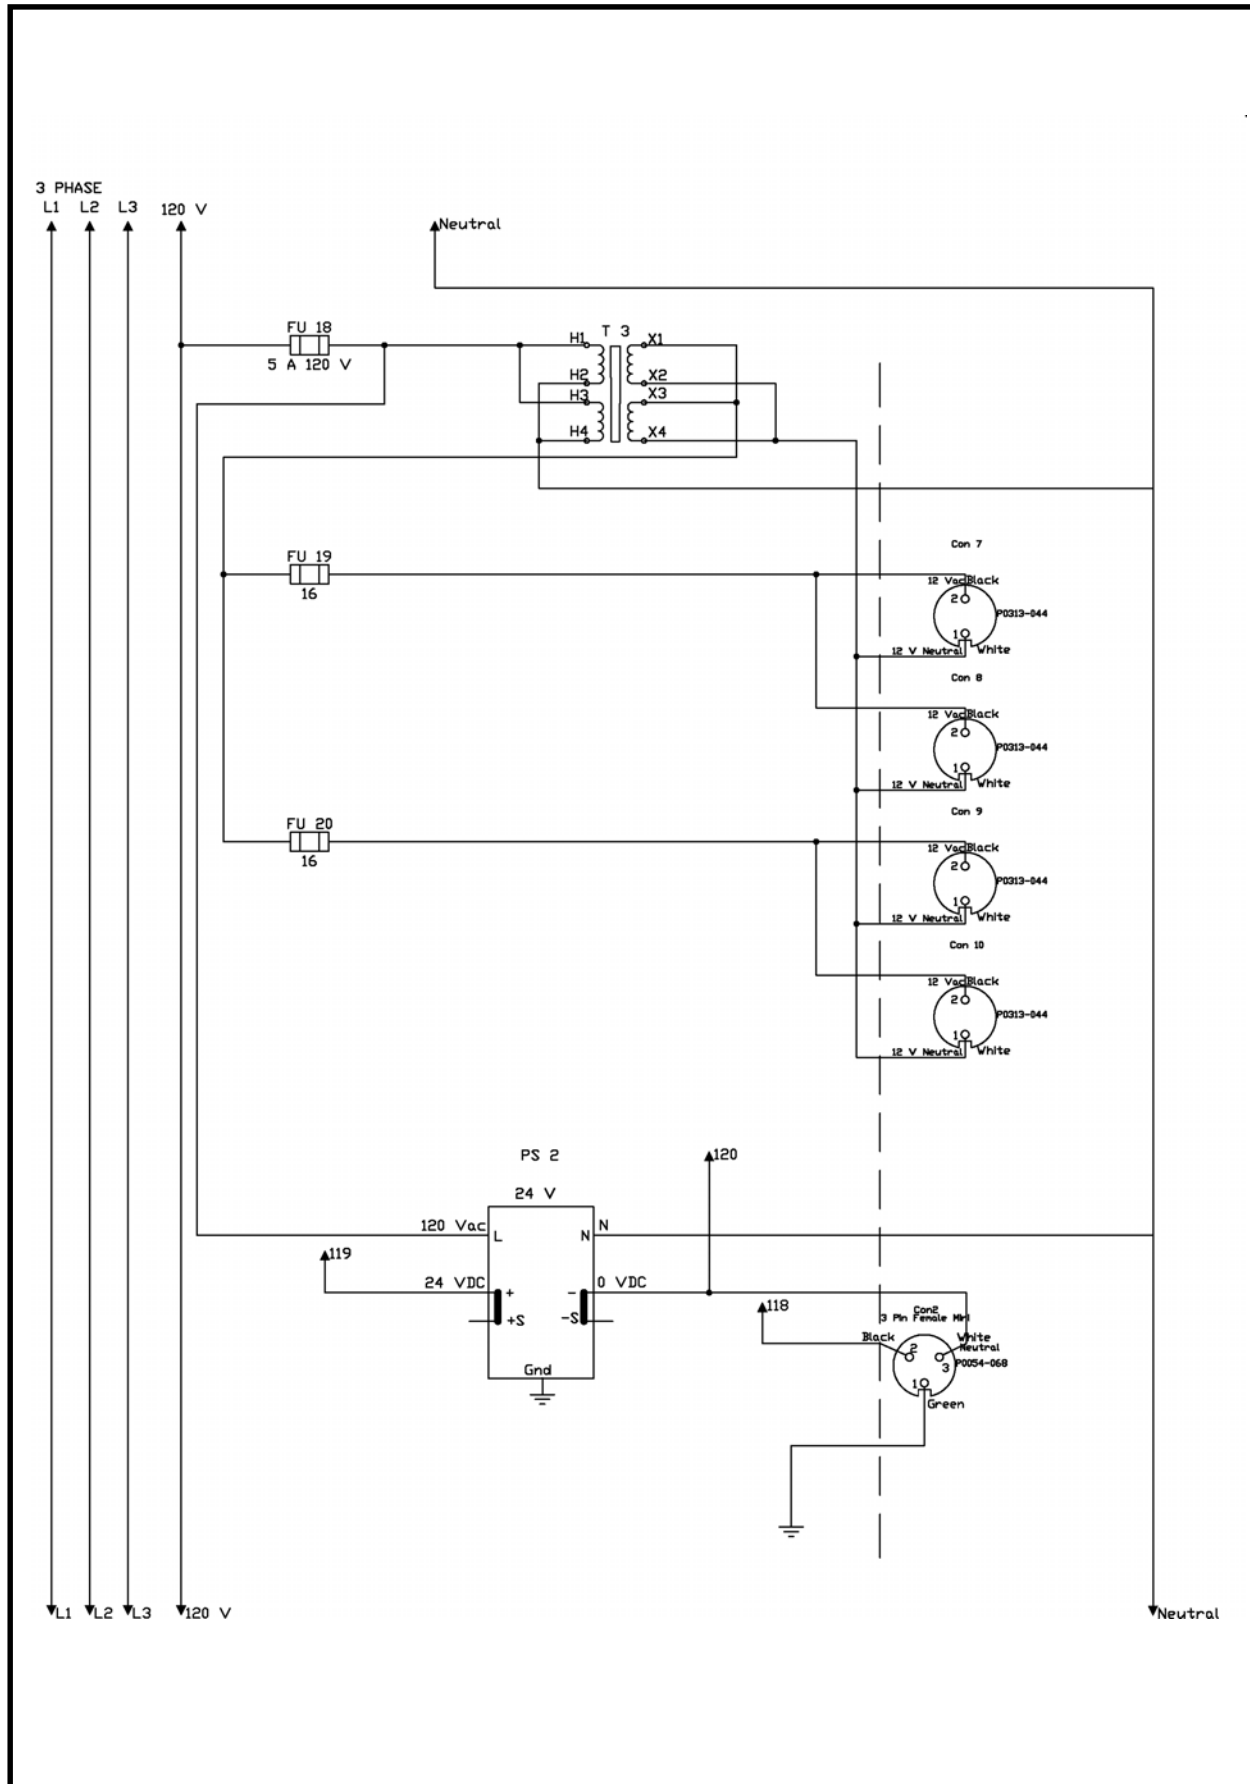 3 PHASE
L1 L2 L3 120 V
Neutral
FU 18
5 A 120 V
T 3
H1 X1
H2 X2
H3 X3
H4 X4
Con 7
FU 19
16
12 Vac Black
2
P0313-044
1
12 V Neutral White
Con 8
12 Vac Black
2
P0313-044
1
12 V Neutral White
Con 9
FU 20
16
12 Vac Black
2
P0313-044
1
12 V Neutral White
Con 10
12 Vac Black
2
P0313-044
1
12 V Neutral White
PS 2
120
24 V
120 Vac L N N
119
24 VDC + - 0 VDC
+S -S
118
Con2
3 Pin Female Mini
Black White
Neutral
2 3
P0054-068
1
Green
Gnd
L1 L2 L3 120 V Neutral